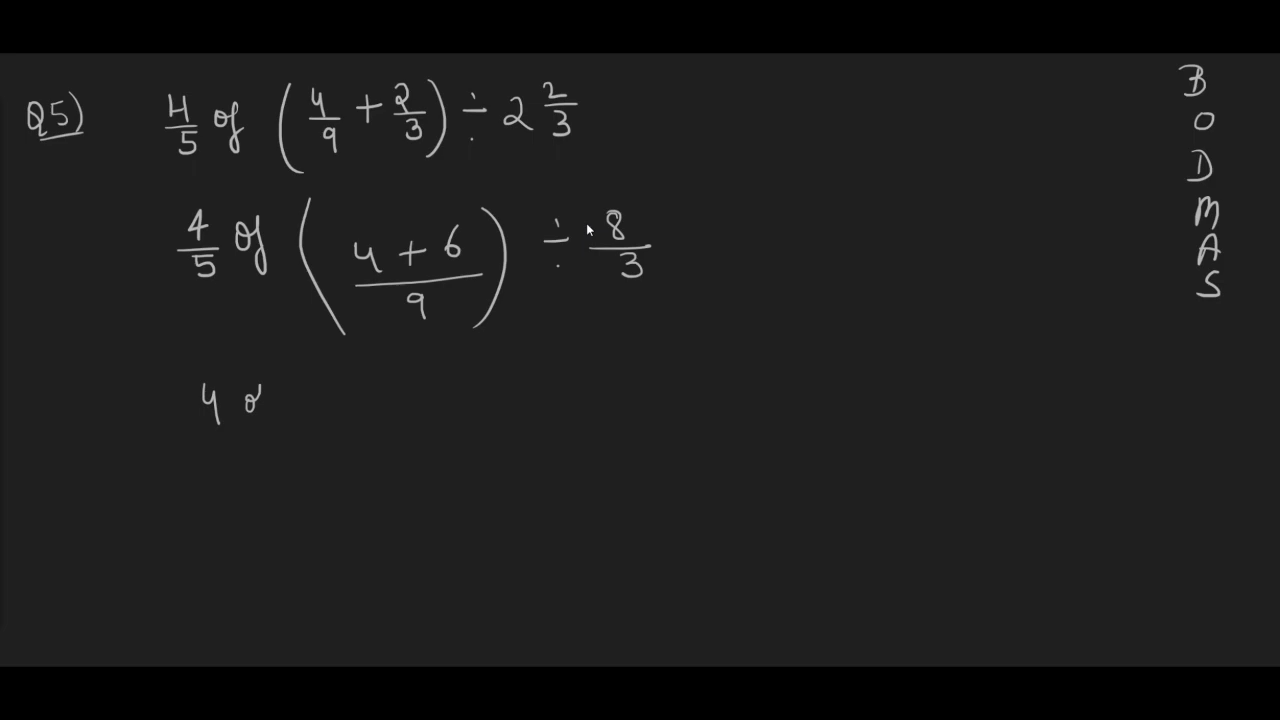 Q5) 4/5 of (4/9 + 2/3) ÷ 2 2/3
4/5 of (4 + 6 / 9) ÷ 8/3
4
B
O
D
M
A
S